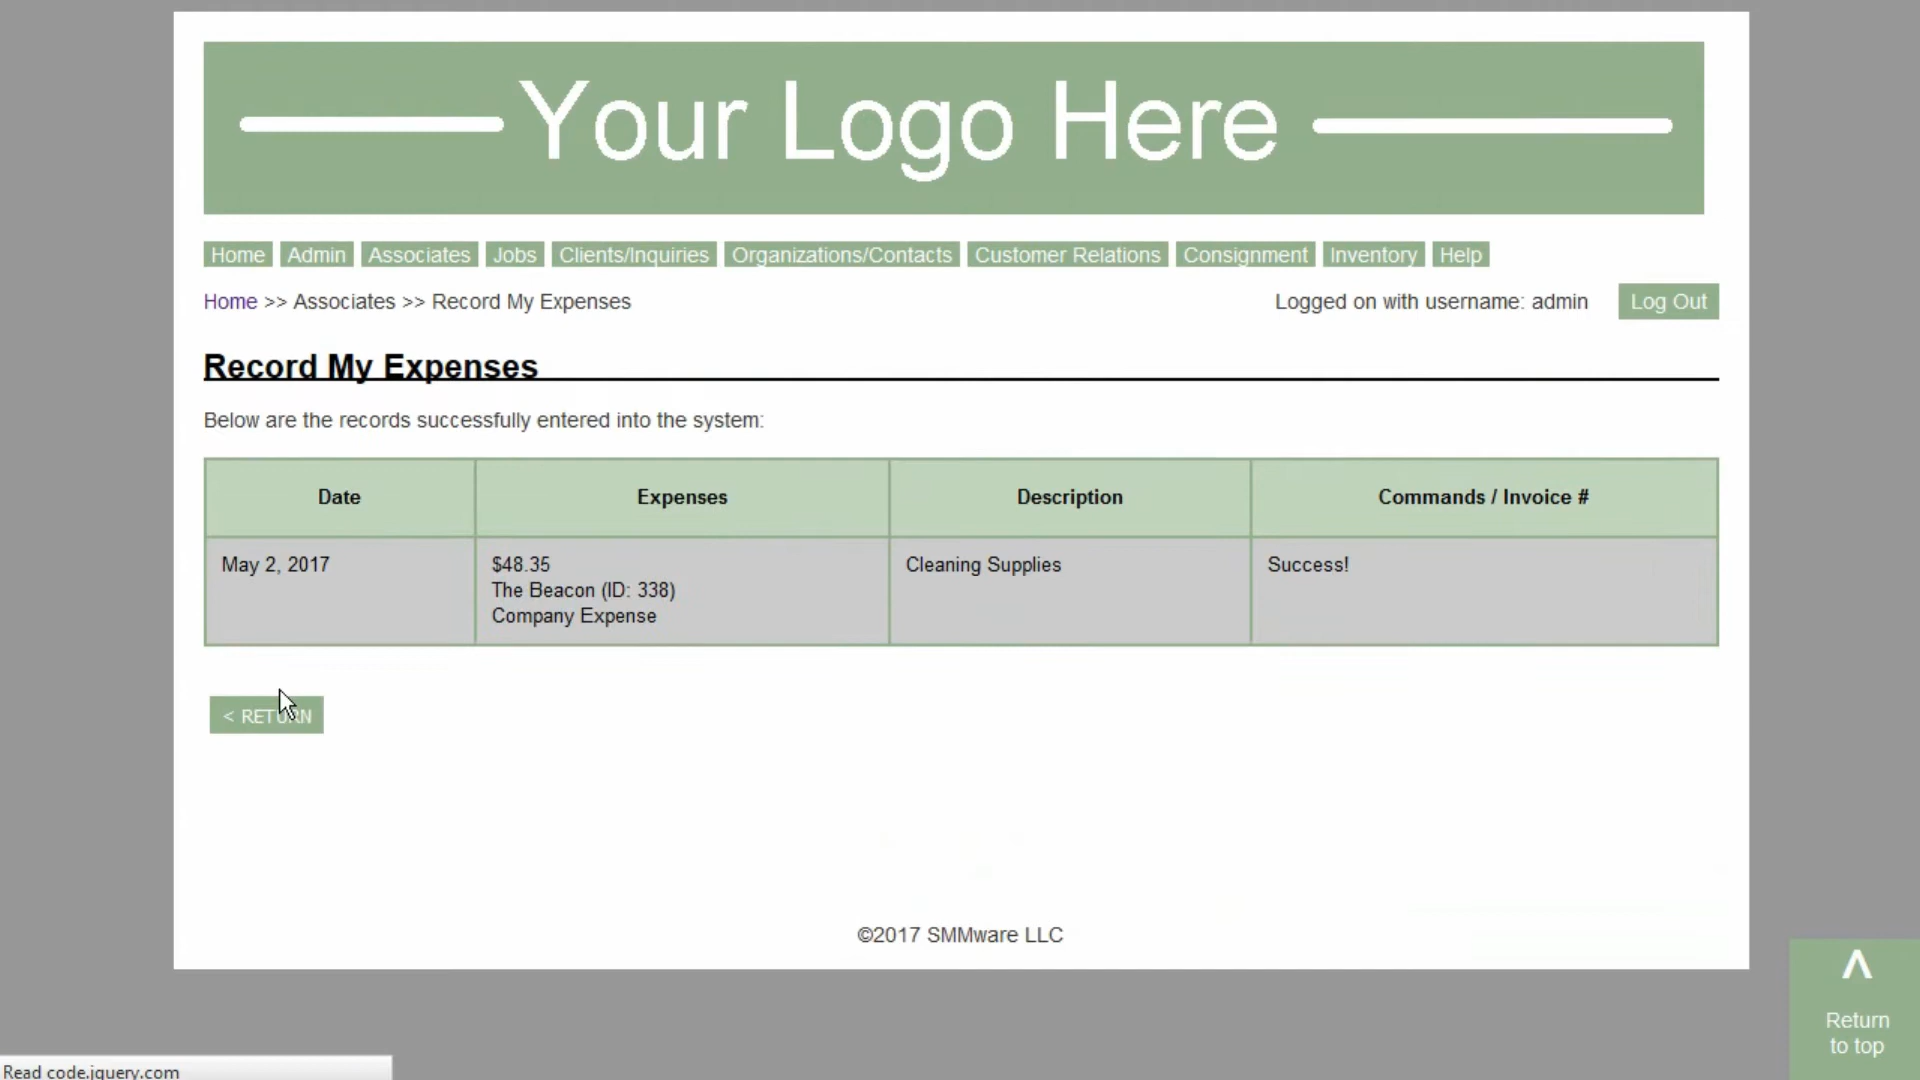 Your Logo Here
Home Admin Associates Jobs Clients/Inquiries Organizations/Contacts Customer Relations Consignment Inventory Help
Home >> Associates >> Record My Expenses Logged on with username: admin Log Out
Record My Expenses
Below are the records successfully entered into the system:
Date Expenses Description Commands / Invoice #
May 2, 2017 $48.35 Cleaning Supplies Success!
The Beacon (ID: 338)
Company Expense
< RETURN
©2017 SMMware LLC
^
Return
to top
Read code.jquery.com